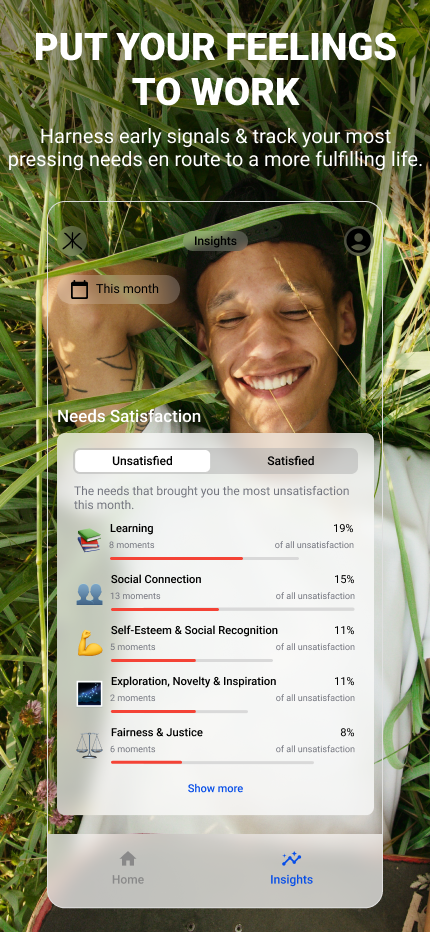 PUT YOUR FEELINGS
TO WORK
Harness early signals & track your most
pressing needs en route to a more fulfilling life.
Insights
This month
Needs Satisfaction
Unsatisfied Satisfied
The needs that brought you the most unsatisfaction
this month.
Learning 19%
8 moments of all unsatisfaction
Social Connection 15%
13 moments of all unsatisfaction
Self-Esteem & Social Recognition 11%
5 moments of all unsatisfaction
Exploration, Novelty & Inspiration 11%
2 moments of all unsatisfaction
Fairness & Justice 8%
6 moments of all unsatisfaction
Show more
Home Insights